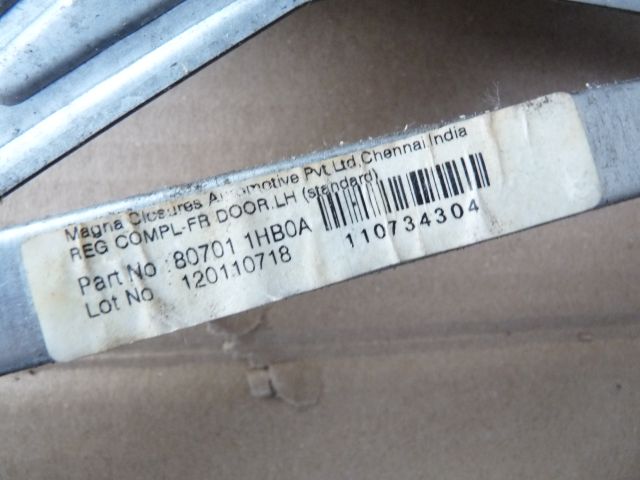 Magna Closures Automotive Pvt. Ltd, Chennai, India
REG COMPL-FR DOOR, LH (standard)
Part No 80701 1HB0A
Lot No 120110718
110734304